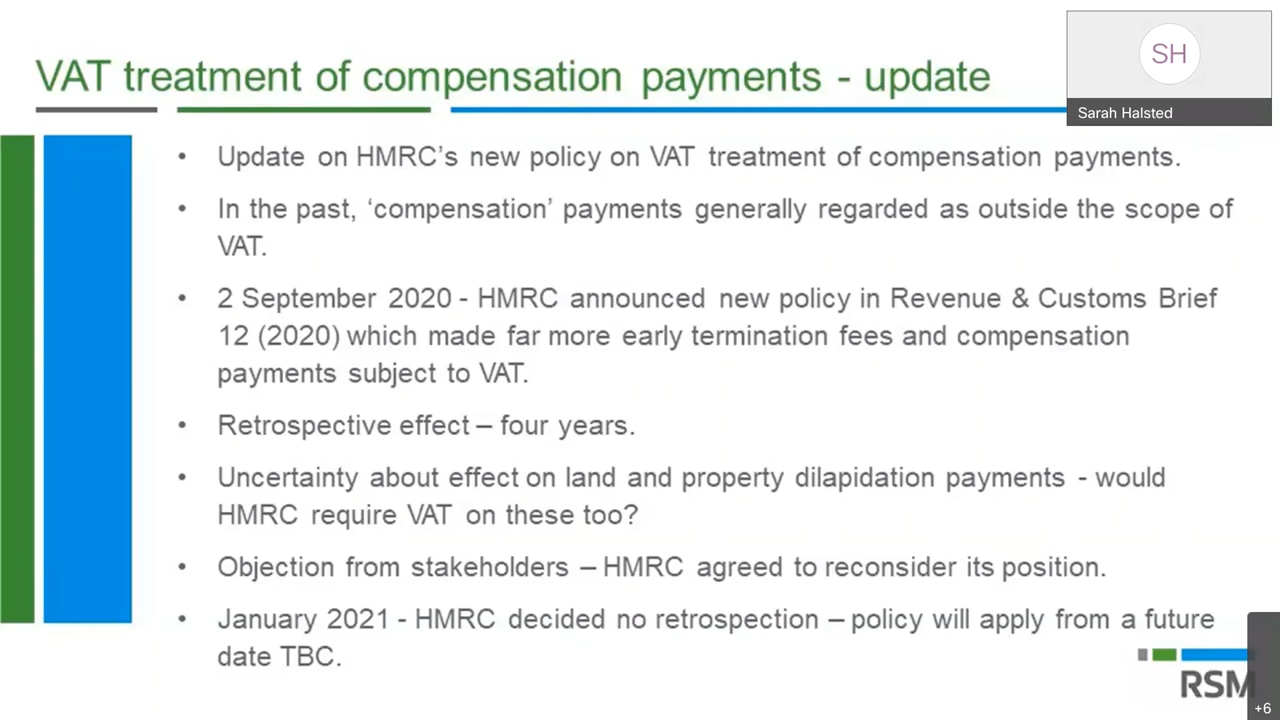 VAT treatment of compensation payments - update
SH
Sarah Halsted
• Update on HMRC’s new policy on VAT treatment of compensation payments.
• In the past, ‘compensation’ payments generally regarded as outside the scope of
VAT.
• 2 September 2020 - HMRC announced new policy in Revenue & Customs Brief
12 (2020) which made far more early termination fees and compensation
payments subject to VAT.
• Retrospective effect – four years.
• Uncertainty about effect on land and property dilapidation payments - would
HMRC require VAT on these too?
• Objection from stakeholders – HMRC agreed to reconsider its position.
• January 2021 - HMRC decided no retrospection – policy will apply from a future
date TBC.
RSM
+6